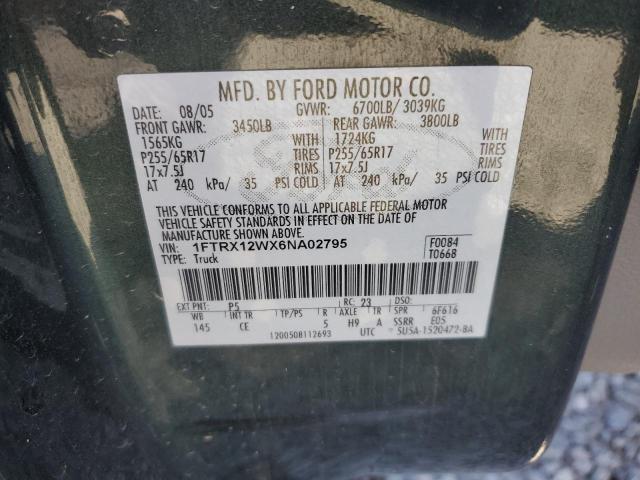 MFD. BY FORD MOTOR CO.
DATE: 08/05 GVWR: 6700LB/ 3039KG
FRONT GAWR: 3450LB REAR GAWR: 3800LB
1565KG WITH 1724KG WITH
P255/65R17 TIRES P255/65R17 TIRES
17x7.5J RIMS 17x7.5J RIMS
AT 240 kPa/ 35 PSI COLD AT 240 kPa/ 35 PSI COLD
THIS VEHICLE CONFORMS TO ALL APPLICABLE FEDERAL MOTOR
VEHICLE SAFETY STANDARDS IN EFFECT ON THE DATE OF
MANUFACTURE SHOWN ABOVE.
VIN: 1FTRX12WX6NA02795 F0084
TYPE: Truck T0668
EXT PNT: P5 RC: 23 DSO:
WB INT TR TP/PS R AXLE TR SPR 6F616
145 CE 5 H9 A SSRR E05
1200508112693 UTC 5U5A-1520472-BA